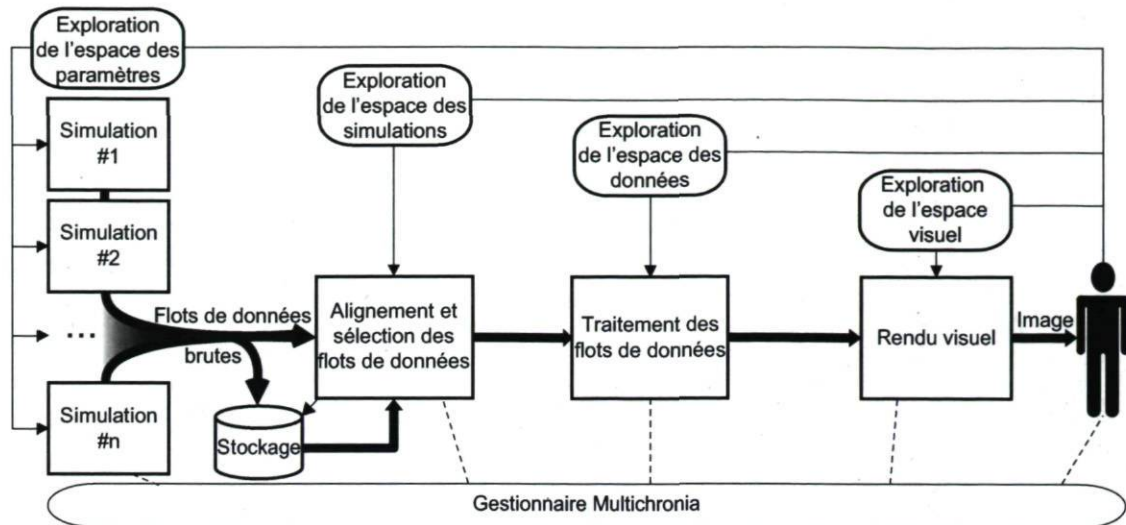 Exploration
de l'espace des
paramètres
Exploration
de l'espace des
simulations
Exploration
de l'espace des
données
Exploration
de l'espace
visuel
Simulation
#1
Simulation
#2
...
Simulation
#n
Flots de données
brutes
Stockage
Alignement et
sélection des
flots de données
Traitement des
flots de données
Rendu visuel
Image
Gestionnaire Multichronia